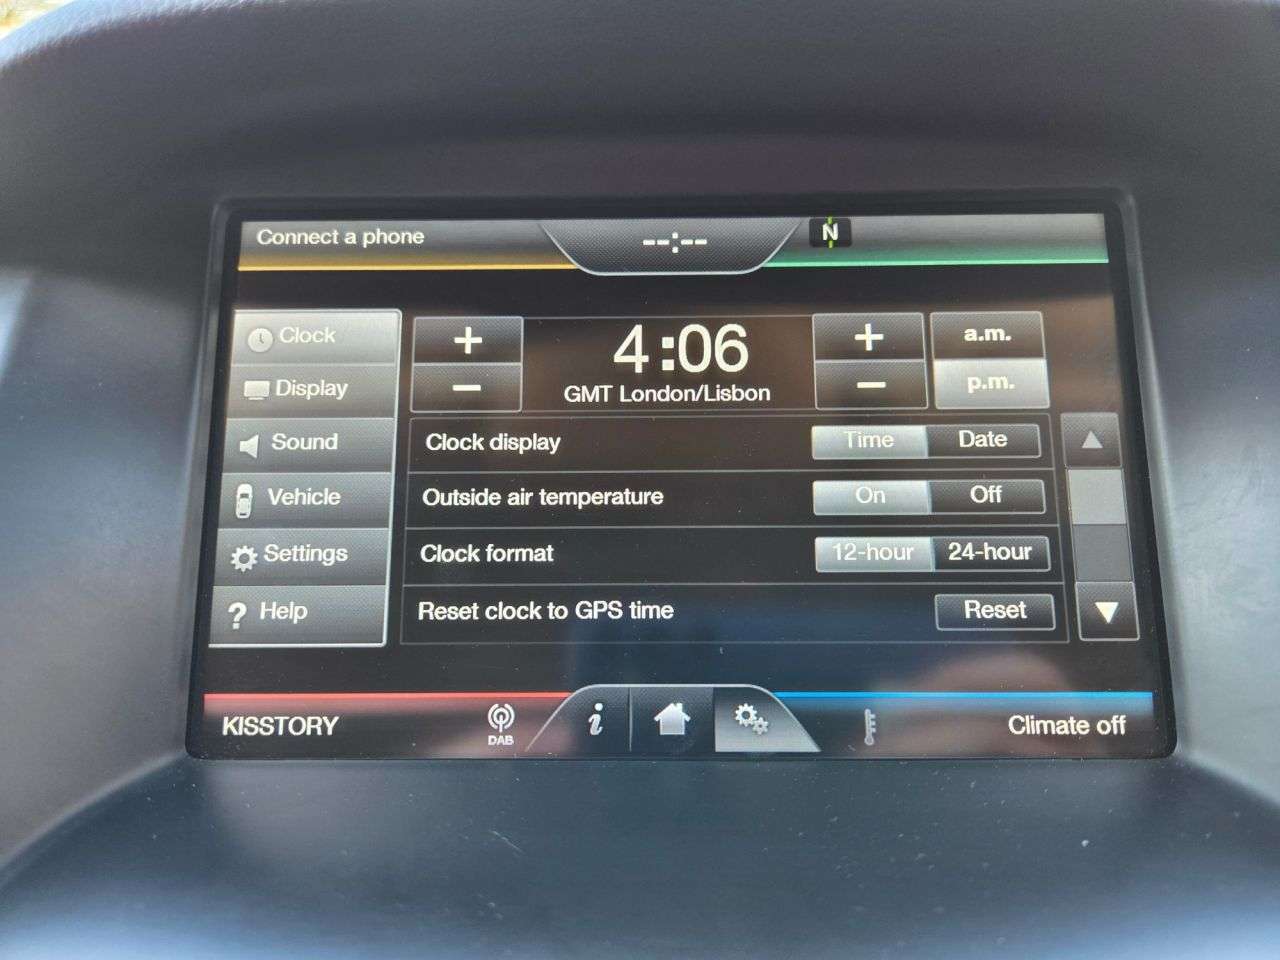 Connect a phone
--:--
N
Clock
Display
Sound
Vehicle
Settings
Help
+
−
4:06
GMT London/Lisbon
+
−
a.m.
p.m.
Clock display Time Date
Outside air temperature On Off
Clock format 12-hour 24-hour
Reset clock to GPS time Reset
KISSTORY
DAB
i
Climate off